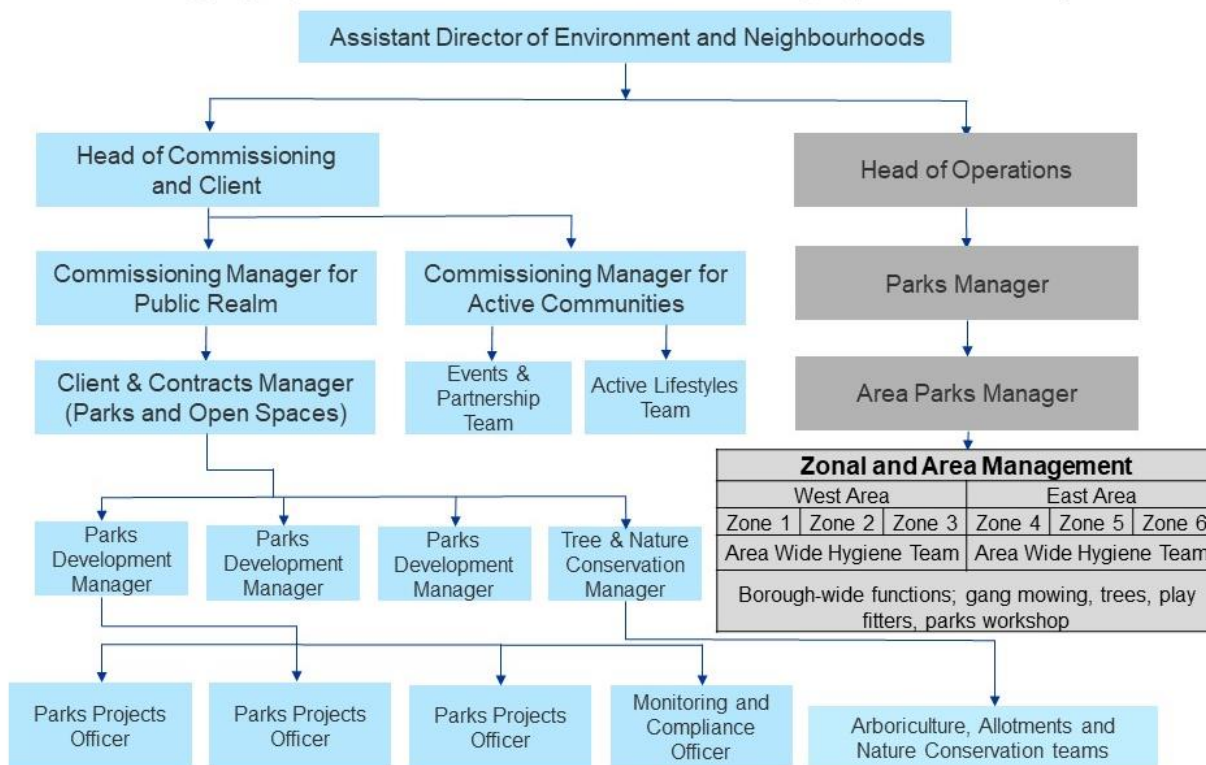 Assistant Director of Environment and Neighbourhoods
Head of Commissioning
and Client
Head of Operations
Commissioning Manager for
Public Realm
Commissioning Manager for
Active Communities
Parks Manager
Client & Contracts Manager
(Parks and Open Spaces)
Events &
Partnership
Team
Active Lifestyles
Team
Area Parks Manager
Zonal and Area Management
West Area
East Area
Zone 1
Zone 2
Zone 3
Zone 4
Zone 5
Zone 6
Area Wide Hygiene Team
Area Wide Hygiene Team
Borough-wide functions; gang mowing, trees, play
fitters, parks workshop
Parks
Development
Manager
Parks
Development
Manager
Parks
Development
Manager
Tree & Nature
Conservation
Manager
Parks Projects
Officer
Parks Projects
Officer
Parks Projects
Officer
Monitoring and
Compliance
Officer
Arboriculture, Allotments and
Nature Conservation teams